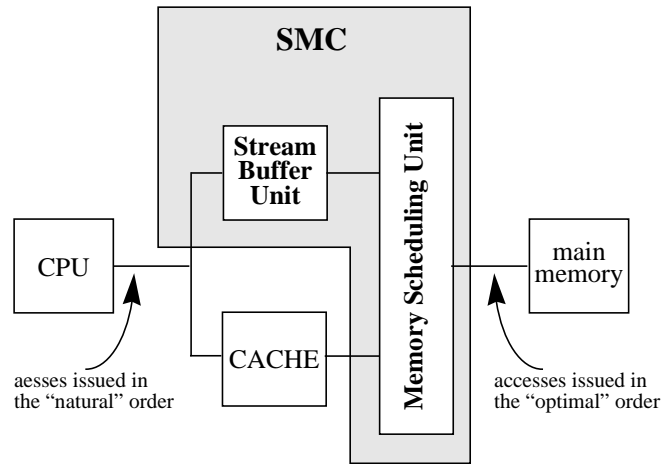 SMC
Stream
Buffer
Unit
Memory Scheduling Unit
CPU
main
memory
CACHE
aesses issued in
the “natural” order
accesses issued in
the “optimal” order